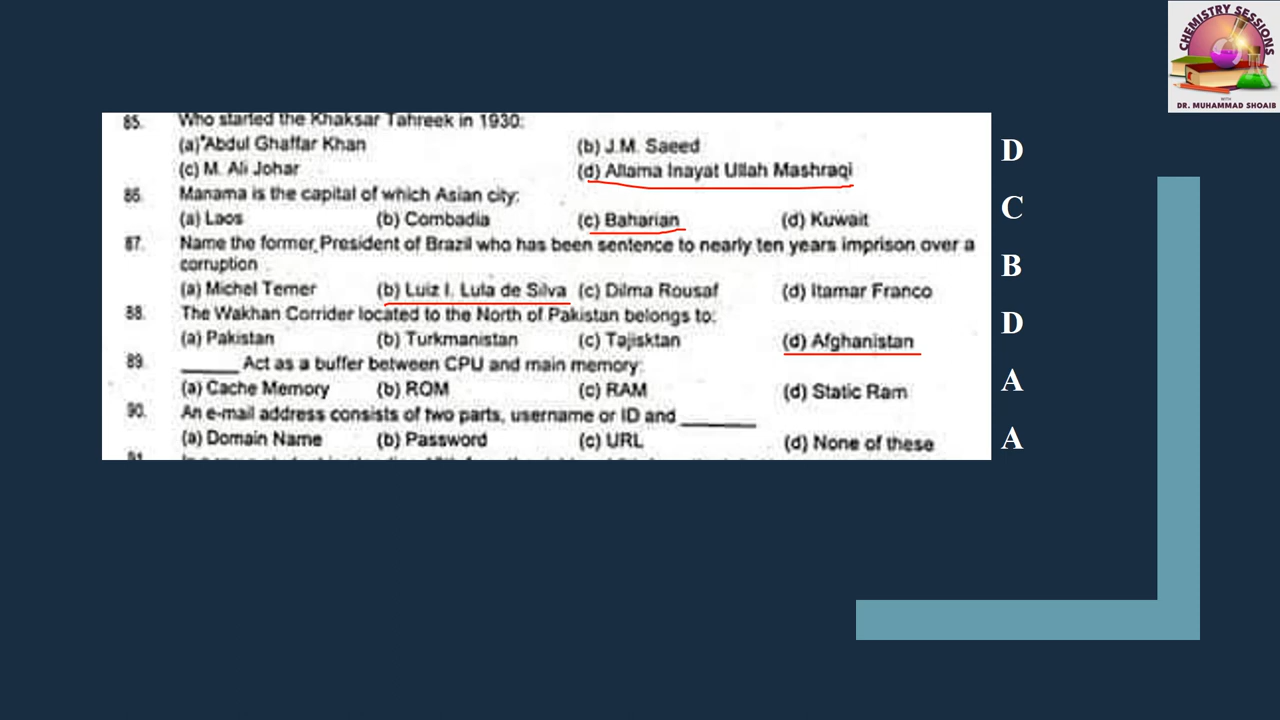 CHEMISTRY SESSIONS
WITH
DR. MUHAMMAD SHOAIB
85. Who started the Khaksar Tahreek in 1930:
(a) Abdul Ghaffar Khan (b) J.M. Saeed
(c) M. Ali Johar (d) Allama Inayat Ullah Mashraqi
86. Manama is the capital of which Asian city:
(a) Laos (b) Combadia (c) Baharian (d) Kuwait
87. Name the former President of Brazil who has been sentence to nearly ten years imprison over a
corruption
(a) Michel Temer (b) Luiz I. Lula de Silva (c) Dilma Rousaf (d) Itamar Franco
88. The Wakhan Corrider located to the North of Pakistan belongs to:
(a) Pakistan (b) Turkmanistan (c) Tajisktan (d) Afghanistan
89. _____ Act as a buffer between CPU and main memory:
(a) Cache Memory (b) ROM (c) RAM (d) Static Ram
90. An e-mail address consists of two parts, username or ID and ______
(a) Domain Name (b) Password (c) URL (d) None of these
D
C
B
D
A
A